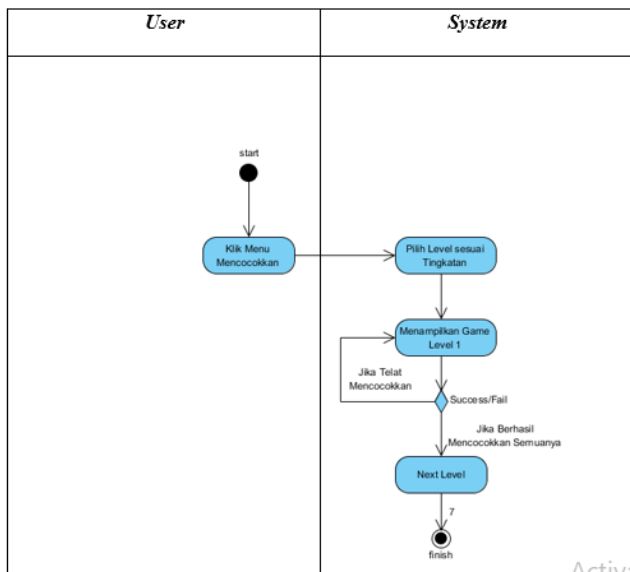 User
System
start
Klik Menu
Mencocokkan
Pilih Level sesuai
Tingkatan
Menampilkan Game
Level 1
Jika Telat
Mencocokkan
Success/Fail
Jika Berhasil
Mencocokkan Semuanya
Next Level
7
finish